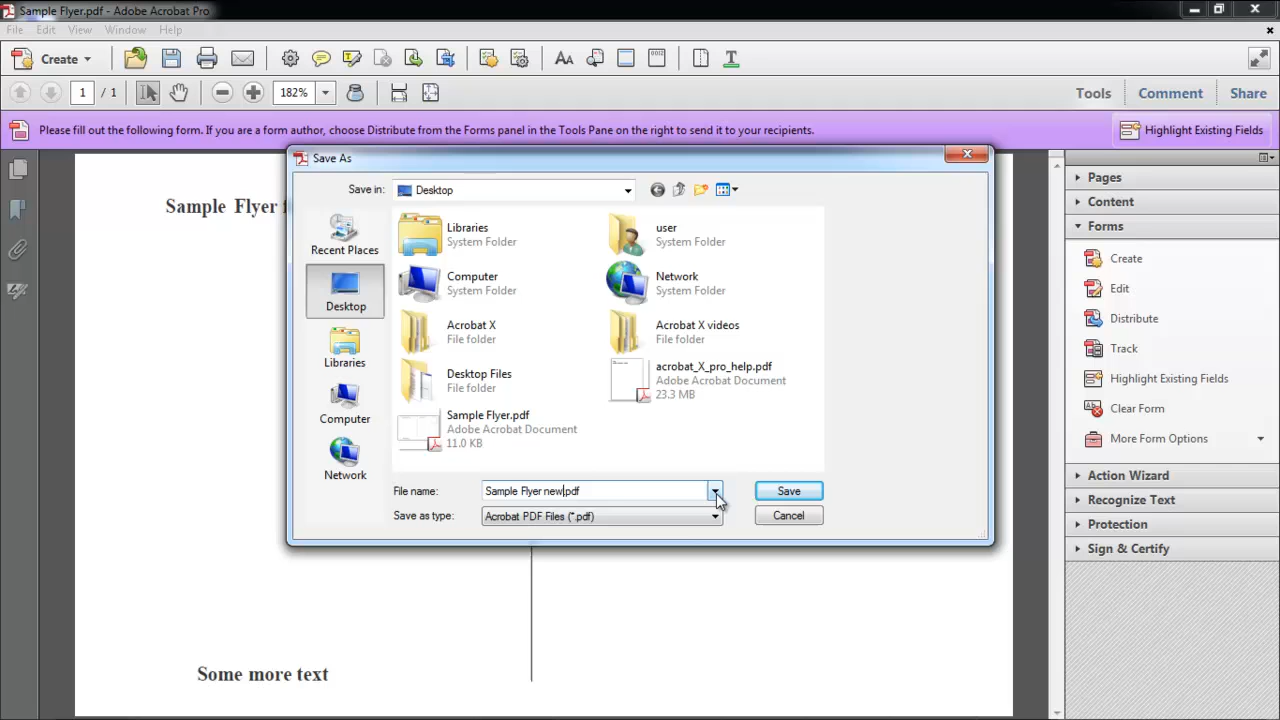 Sample Flyer.pdf - Adobe Acrobat Pro
File Edit View Window Help
Create
1 / 1 182% Tools Comment Share
Please fill out the following form. If you are a form author, choose Distribute from the Forms panel in the Tools Pane on the right to send it to your recipients. Highlight Existing Fields
Sample Flyer
Save As
Save in: Desktop
Recent Places
Desktop
Libraries
Computer
Network
Libraries
System Folder
user
System Folder
Computer
System Folder
Network
System Folder
Acrobat X
File folder
Acrobat X videos
File folder
Desktop Files
File folder
acrobat_X_pro_help.pdf
Adobe Acrobat Document
23.3 MB
Sample Flyer.pdf
Adobe Acrobat Document
11.0 KB
File name: Sample Flyer new.pdf Save
Save as type: Acrobat PDF Files (*.pdf) Cancel
Some more text
Pages
Content
Forms
Create
Edit
Distribute
Track
Highlight Existing Fields
Clear Form
More Form Options
Action Wizard
Recognize Text
Protection
Sign & Certify